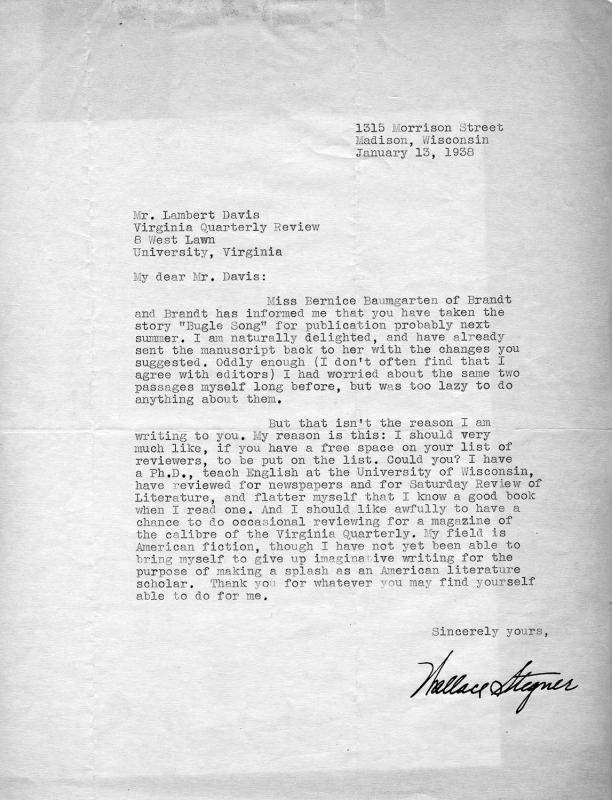 1315 Morrison Street
Madison, Wisconsin
January 13, 1938
Mr. Lambert Davis
Virginia Quarterly Review
8 West Lawn
University, Virginia
My dear Mr. Davis:
Miss Bernice Baumgarten of Brandt
and Brandt has informed me that you have taken the
story "Bugle Song" for publication probably next
summer. I am naturally delighted, and have already
sent the manuscript back to her with the changes you
suggested. Oddly enough (I don't often find that I
agree with editors) I had worried about the same two
passages myself long before, but was too lazy to do
anything about them.
But that isn't the reason I am
writing to you. My reason is this: I should very
much like, if you have a free space on your list of
reviewers, to be put on the list. Could you? I have
a Ph.D., teach English at the University of Wisconsin,
have reviewed for newspapers and for Saturday Review of
Literature, and flatter myself that I know a good book
when I read one. And I should like awfully to have a
chance to do occasional reviewing for a magazine of
the calibre of the Virginia Quarterly. My field is
American fiction, though I have not yet been able to
bring myself to give up imaginative writing for the
purpose of making a splash as an American literature
scholar. Thank you for whatever you may find yourself
able to do for me.
Sincerely yours,
Wallace Stegner